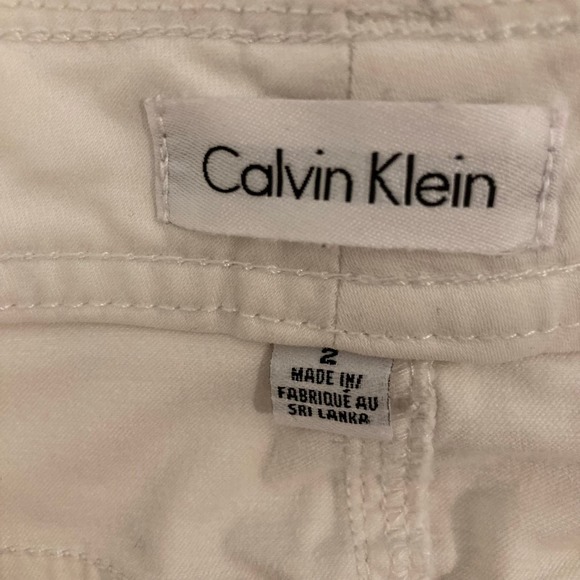 Calvin Klein
2
MADE IN/
FABRIQUÉ AU
SRI LANKA